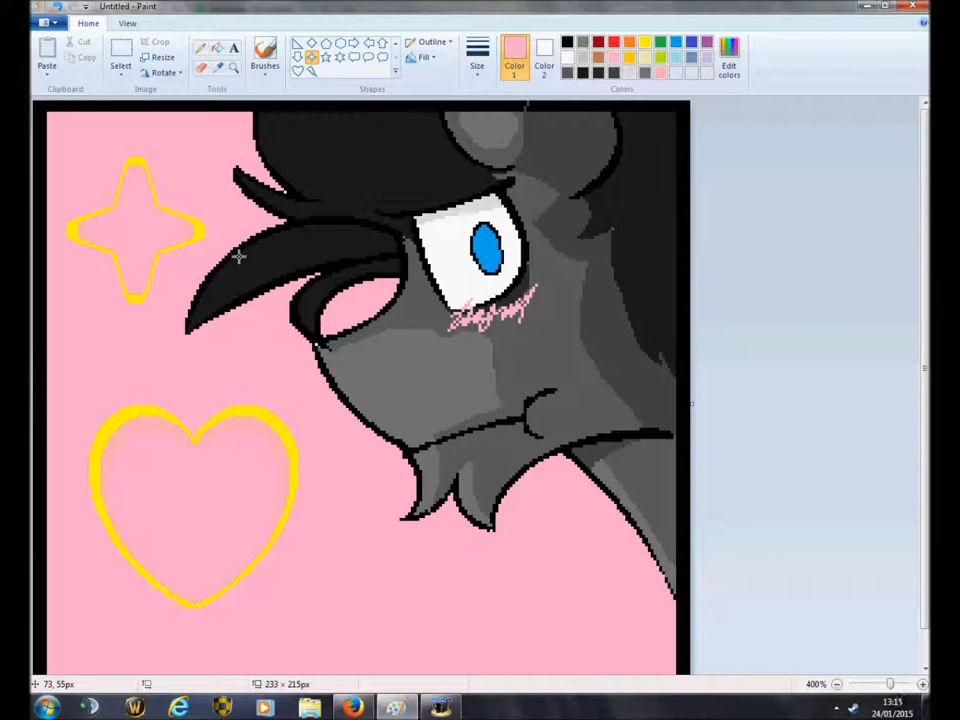 Untitled - Paint
Home View
Paste Cut Copy Select Crop Resize Rotate A Brushes Outline Fill Size Color 1 Color 2 Edit colors
Clipboard Image Tools Shapes Colors
73, 55px 233 × 215px 400%
13:15
24/01/2015